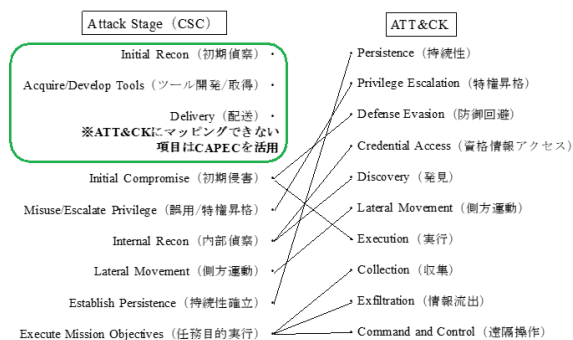 Attack Stage（CSC）
Initial Recon（初期偵察）
Acquire/Develop Tools（ツール開発/取得）
Delivery（配送）
※ATT&CKにマッピングできない
項目はCAPECを活用
Initial Compromise（初期侵害）
Misuse/Escalate Privilege（誤用/特権昇格）
Internal Recon（内部偵察）
Lateral Movement（側方運動）
Establish Persistence（持続性確立）
Execute Mission Objectives（任務目的実行）
ATT&CK
Persistence（持続性）
Privilege Escalation（特権昇格）
Defense Evasion（防御回避）
Credential Access（資格情報アクセス）
Discovery（発見）
Lateral Movement（側方運動）
Execution（実行）
Collection（収集）
Exfiltration（情報流出）
Command and Control（遠隔操作）